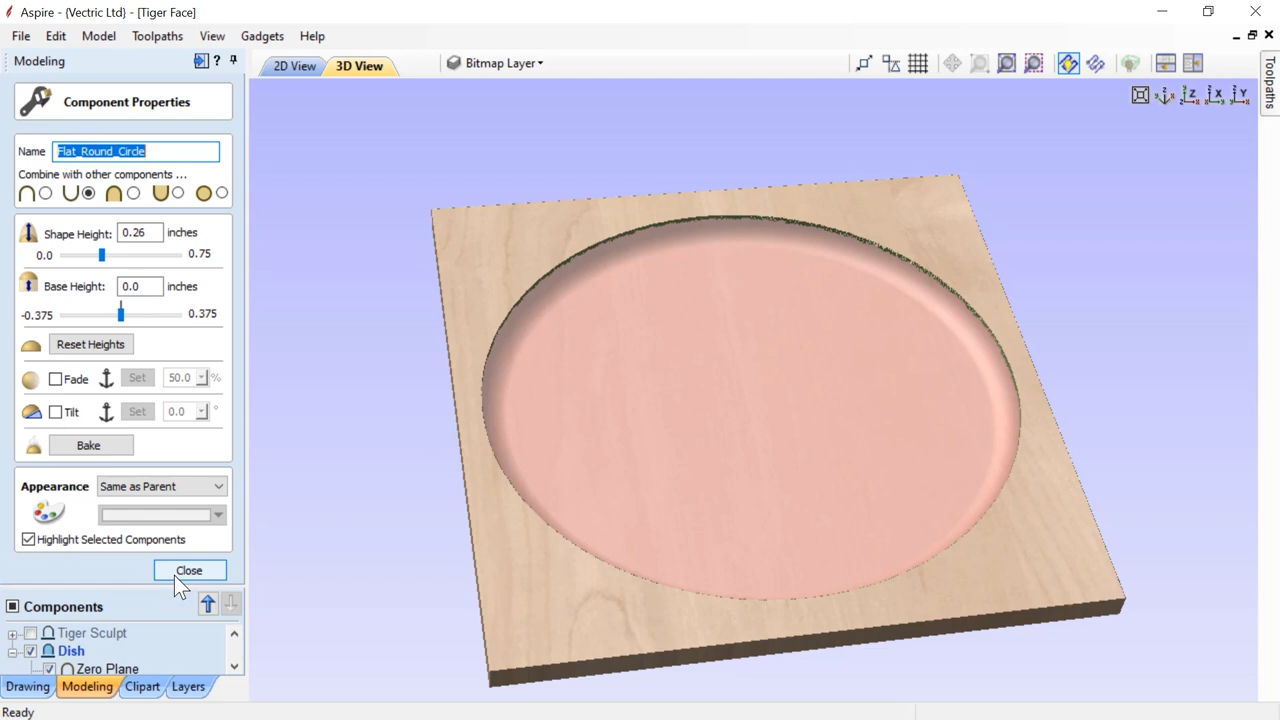 Aspire - {Vectric Ltd} - [Tiger Face]
File Edit Model Toolpaths View Gadgets Help
Modeling ?
2D View 3D View Bitmap Layer
Z X Y
Toolpaths
Component Properties
Name Flat_Round_Circle
Combine with other components ...
Shape Height: 0.26 inches
0.0 0.75
Base Height: 0.0 inches
-0.375 0.375
Reset Heights
Fade Set 50.0 %
Tilt Set 0.0 °
Bake
Appearance Same as Parent
Highlight Selected Components
Close
Components
Tiger Sculpt
Dish
Zero Plane
Drawing Modeling Clipart Layers
Ready